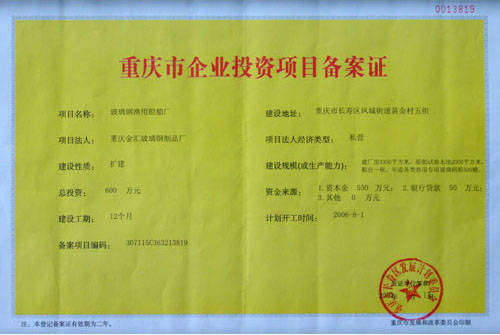 0013819
重庆市企业投资项目备案证
项目名称： 玻璃钢渔用船舶厂
建设地址： 重庆市长寿区凤城街道黄金村五组
项目法人： 重庆金汇玻璃钢制品厂
项目法人经济类型： 私营
建设性质： 扩建
建设规模(或生产能力):
总投资： 600 万元
资金来源： 1.资本金 550 万元；2.银行贷款 50 万元；
3.其他 0 万元
建设工期： 12个月
计划开工时间： 2006-8-1
备案项目编码： 307115C363213819
注：本登记备案证有效期为二年。
重庆市发展和改革委员会印制